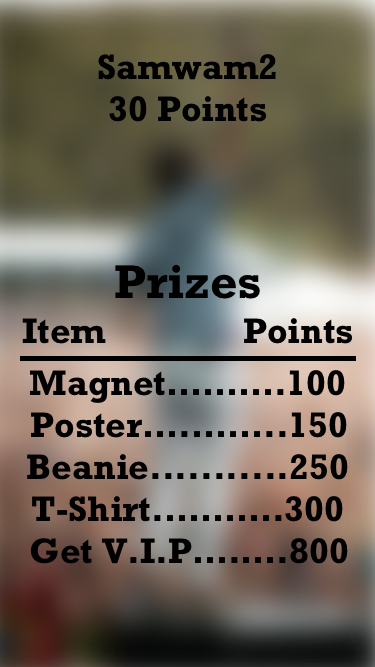 Samwam2
30 Points
Prizes
Item Points
Magnet..........100
Poster............150
Beanie...........250
T-Shirt...........300
Get V.I.P........800